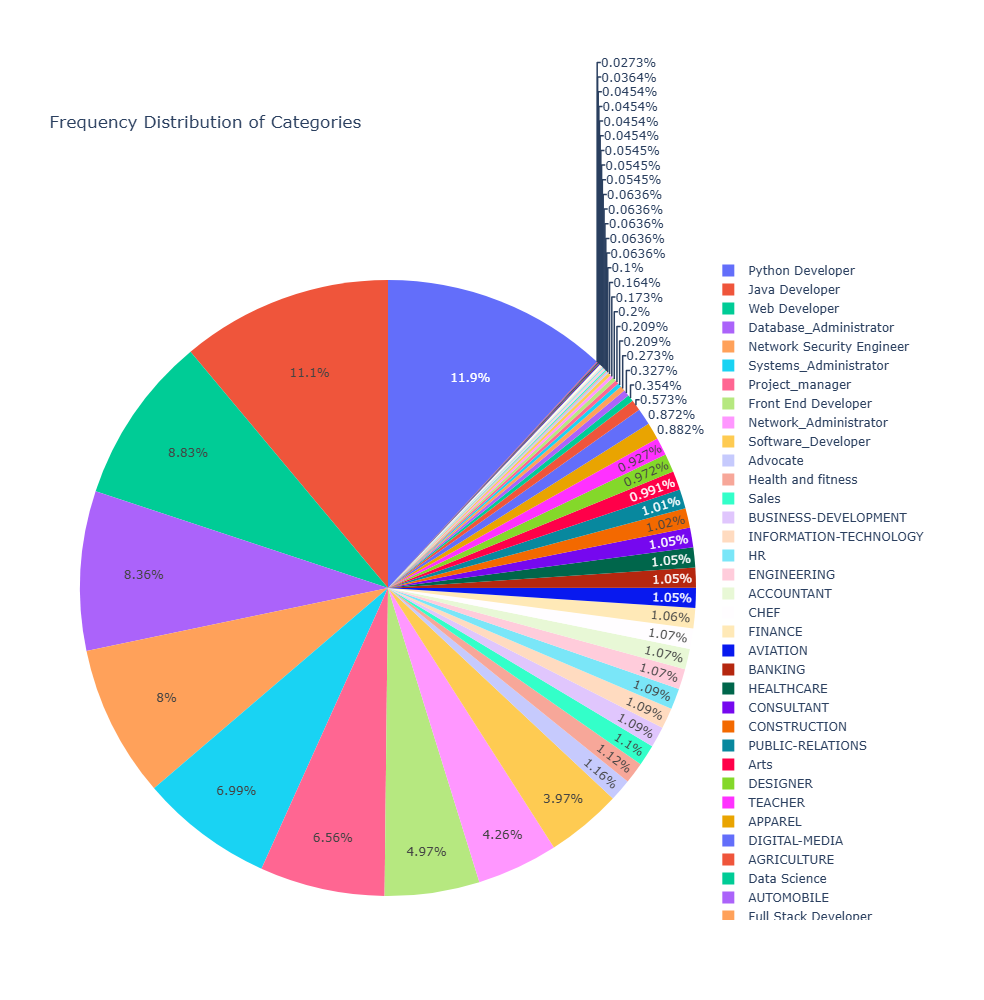 Frequency Distribution of Categories
0.0273%
0.0364%
0.0454%
0.0454%
0.0454%
0.0454%
0.0545%
0.0545%
0.0545%
0.0636%
0.0636%
0.0636%
0.0636%
0.0636%
0.1%
0.164%
0.173%
0.2%
0.209%
0.209%
0.273%
0.327%
0.354%
0.573%
0.872%
0.882%
0.927%
0.972%
0.991%
1.01%
1.02%
1.05%
1.05%
1.05%
1.05%
1.06%
1.07%
1.07%
1.07%
1.09%
1.09%
1.09%
1.1%
1.12%
1.16%
3.97%
4.26%
4.97%
6.56%
6.99%
8%
8.36%
8.83%
11.1%
11.9%
Python Developer
Java Developer
Web Developer
Database_Administrator
Network Security Engineer
Systems_Administrator
Project_manager
Front End Developer
Network_Administrator
Software_Developer
Advocate
Health and fitness
Sales
BUSINESS-DEVELOPMENT
INFORMATION-TECHNOLOGY
HR
ENGINEERING
ACCOUNTANT
CHEF
FINANCE
AVIATION
BANKING
HEALTHCARE
CONSULTANT
CONSTRUCTION
PUBLIC-RELATIONS
Arts
DESIGNER
TEACHER
APPAREL
DIGITAL-MEDIA
AGRICULTURE
Data Science
AUTOMOBILE
Full Stack Developer